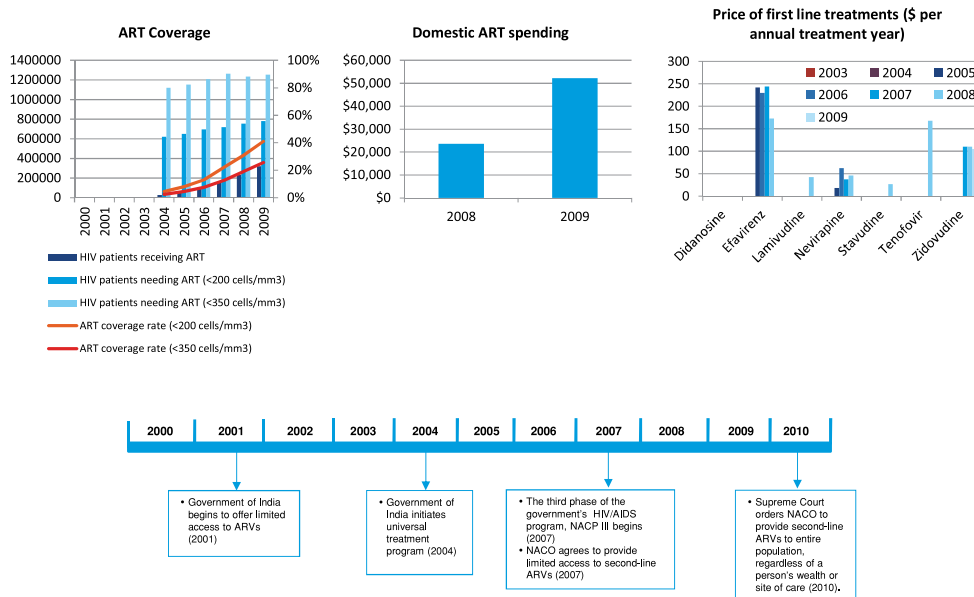 ART Coverage
1400000
1200000
1000000
800000
600000
400000
200000
0
100%
80%
60%
40%
20%
0%
2000
2001
2002
2003
2004
2005
2006
2007
2008
2009
HIV patients receiving ART
HIV patients needing ART (<200 cells/mm3)
HIV patients needing ART (<350 cells/mm3)
ART coverage rate (<200 cells/mm3)
ART coverage rate (<350 cells/mm3)
Domestic ART spending
$60,000
$50,000
$40,000
$30,000
$20,000
$10,000
$0
2008
2009
Price of first line treatments ($ per
annual treatment year)
300
250
200
150
100
50
0
2003 2004 2005
2006 2007 2008
2009
Didanosine
Efavirenz
Lamivudine
Nevirapine
Stavudine
Tenofovir
Zidovudine
2000 2001 2002 2003 2004 2005 2006 2007 2008 2009 2010
• Government of India
begins to offer limited
access to ARVs
(2001)
• Government of
India initiates
universal
treatment
program (2004)
• The third phase of the
government's HIV/AIDS
program, NACP III begins
(2007)
• NACO agrees to provide
limited access to second-line
ARVs (2007)
• Supreme Court
orders NACO to
provide second-line
ARVs to entire
population,
regardless of a
person's wealth or
site of care (2010).